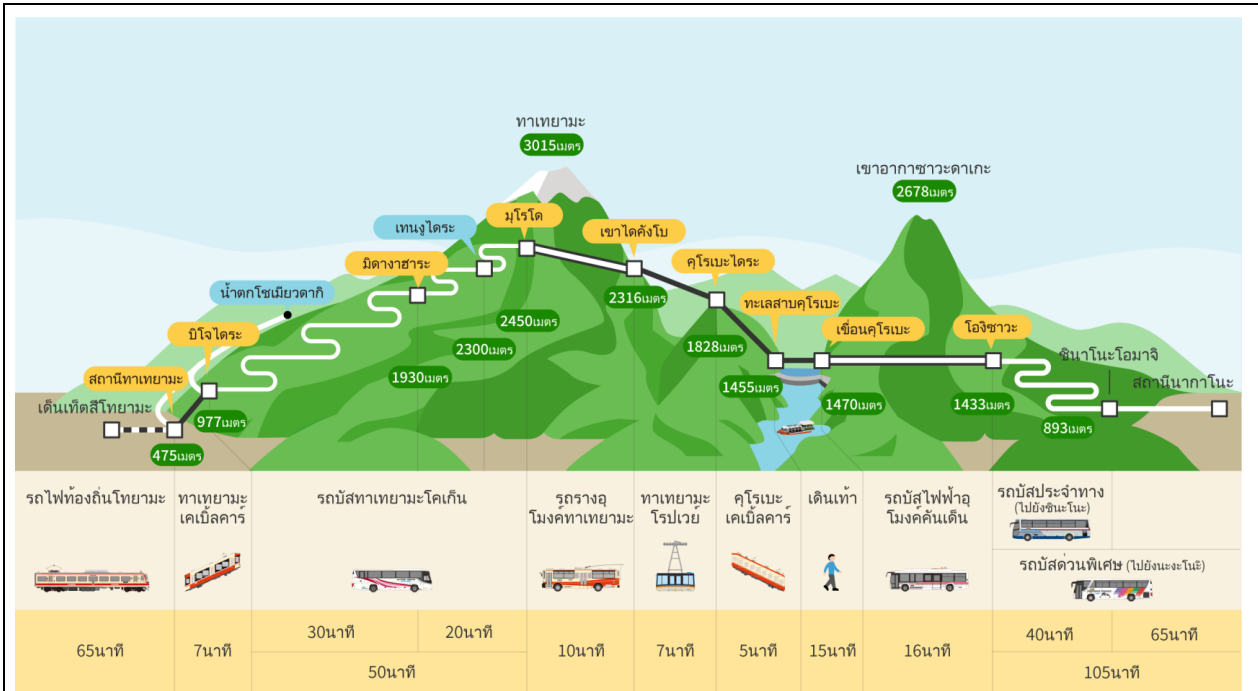 ทาเทยามะ
3015เมตร
เขาอากาซาวะดาเกะ
2678เมตร
มุโรโด
เทนงูไดระ
เขาไดคังโบ
มิดางาฮาระ
คุโรเบะไดระ
น้ำตกโชเมียวดากิ
2316เมตร
ทะเลสาบคุโรเบะ
2450เมตร
บิโจไดระ
เขื่อนคุโรเบะ
โองิซาวะ
2300เมตร
1828เมตร
ชินาโนะโอมาจิ
1930เมตร
สถานีทาเทยามะ
1455เมตร
สถานีนากาโนะ
เด็นเท็ตสึโทยามะ
977เมตร
1470เมตร
1433เมตร
893เมตร
475เมตร
รถไฟท้องถิ่นโทยามะ
ทาเทยามะ
เคเบิ้ลคาร์
รถบัสทาเทยามะโคเก็น
รถรางอุ
โมงค์ทาเทยามะ
ทาเทยามะ
โรปเวย์
คุโรเบะ
เคเบิ้ลคาร์
เดินเท้า
รถบัสไฟฟ้าอุ
โมงค์คันเด็น
รถบัสประจำทาง
(ไปยังชินะโนะ)
รถบัสด่วนพิเศษ (ไปยังนะงะโนะ)
65นาที
7นาที
30นาที
20นาที
50นาที
10นาที
7นาที
5นาที
15นาที
16นาที
40นาที
65นาที
105นาที